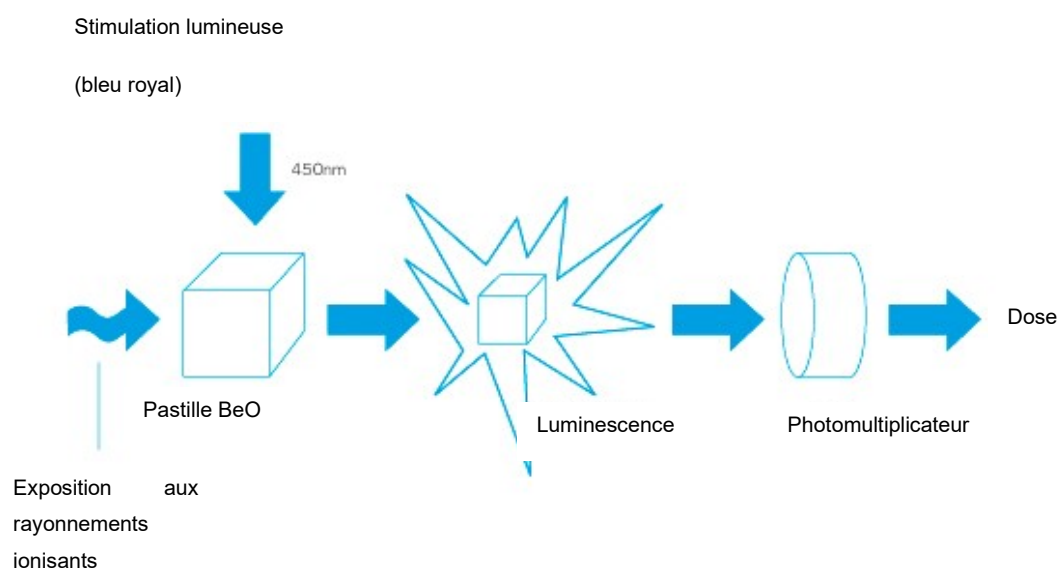 Stimulation lumineuse
(bleu royal)
450nm
Dose
Pastille BeO
Luminescence
Photomultiplicateur
Exposition aux
rayonnements
ionisants